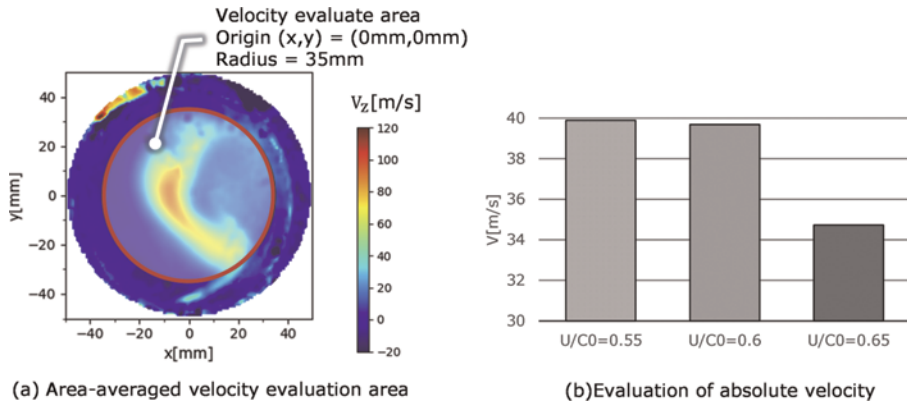 Velocity evaluate area
Origin (x,y) = (0mm,0mm)
Radius = 35mm
V_Z[m/s]
40
20
0
−20
−40
y[mm]
−40 −20 0 20 40
x[mm]
120
100
80
60
40
20
0
−20
(a) Area-averaged velocity evaluation area
V[m/s]
40
38
36
34
32
30
U/C0=0.55 U/C0=0.6 U/C0=0.65
(b)Evaluation of absolute velocity